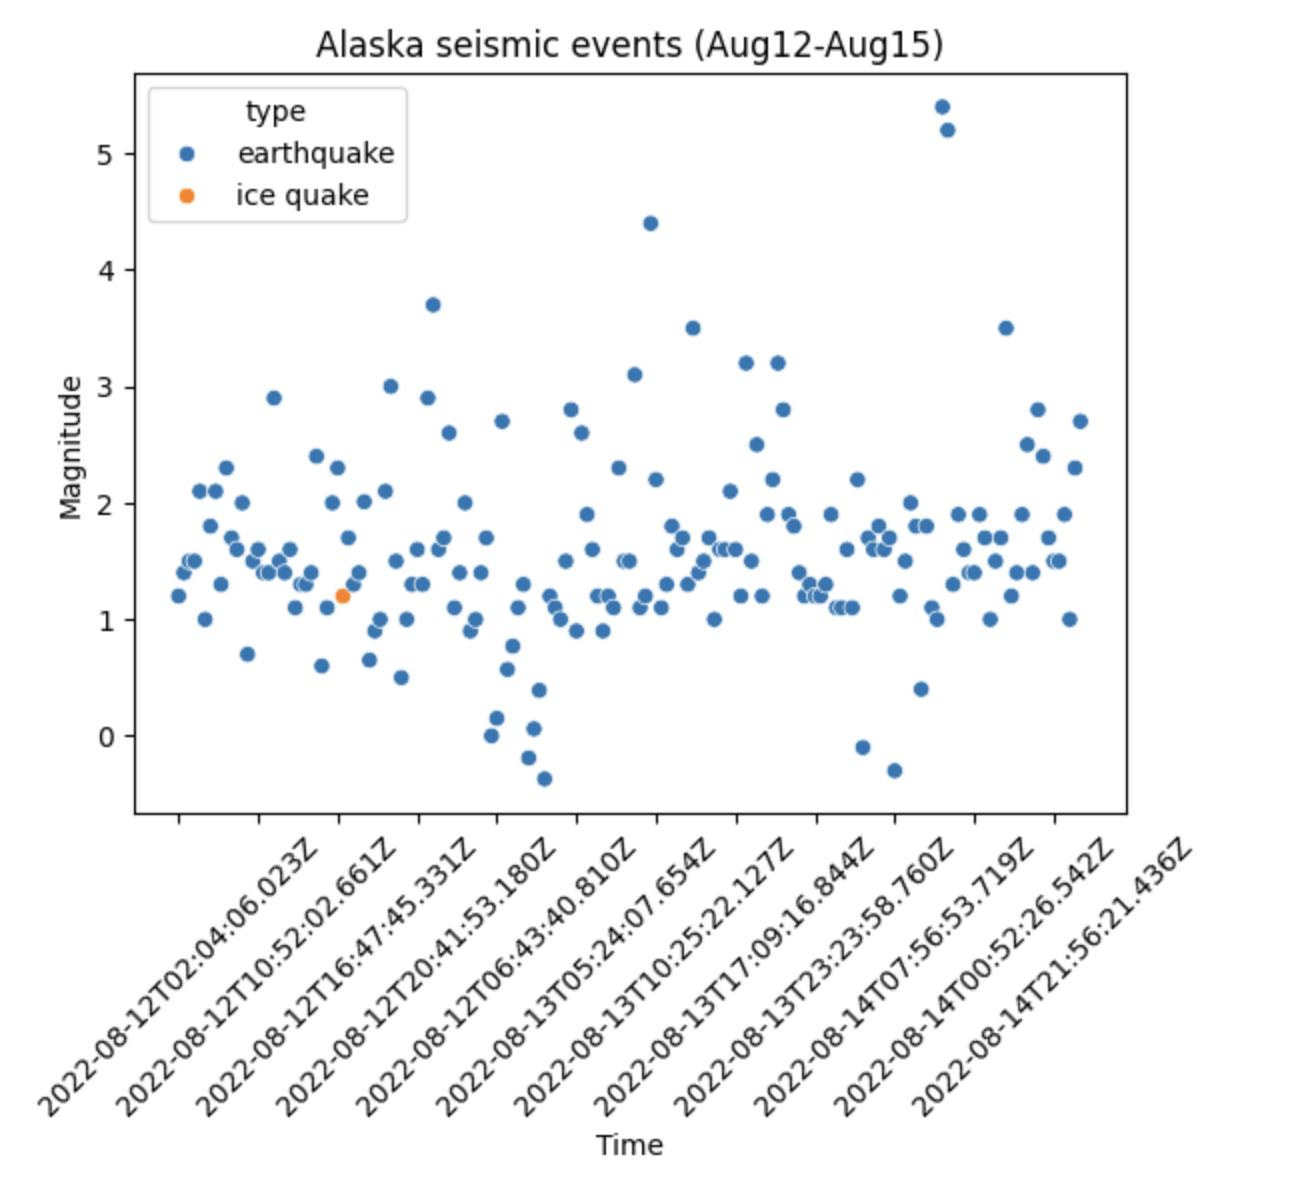 Alaska seismic events (Aug12-Aug15)
type
earthquake
ice quake
Magnitude
5
4
3
2
1
0
2022-08-12T02:04:06.023Z
2022-08-12T10:52:02.661Z
2022-08-12T16:47:45.331Z
2022-08-12T20:41:53.180Z
2022-08-12T06:43:40.810Z
2022-08-13T05:24:07.654Z
2022-08-13T10:25:22.127Z
2022-08-13T17:09:16.844Z
2022-08-13T23:23:58.760Z
2022-08-14T07:56:53.719Z
2022-08-14T00:52:26.542Z
2022-08-14T21:56:21.436Z
Time